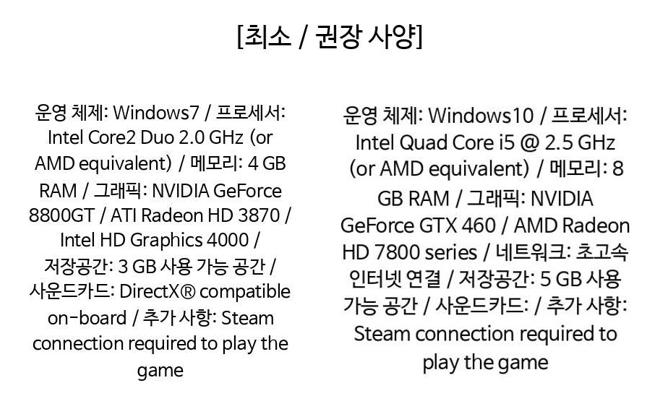 [최소 / 권장 사양]
운영 체제: Windows7 / 프로세서:
Intel Core2 Duo 2.0 GHz (or
AMD equivalent) / 메모리: 4 GB
RAM / 그래픽: NVIDIA GeForce
8800GT / ATI Radeon HD 3870 /
Intel HD Graphics 4000 /
저장공간: 3 GB 사용 가능 공간 /
사운드카드: DirectX® compatible
on-board / 추가 사항: Steam
connection required to play the
game
운영 체제: Windows10 / 프로세서:
Intel Quad Core i5 @ 2.5 GHz
(or AMD equivalent) / 메모리: 8
GB RAM / 그래픽: NVIDIA
GeForce GTX 460 / AMD Radeon
HD 7800 series / 네트워크: 초고속
인터넷 연결 / 저장공간: 5 GB 사용
가능 공간 / 사운드카드: / 추가 사항:
Steam connection required to
play the game